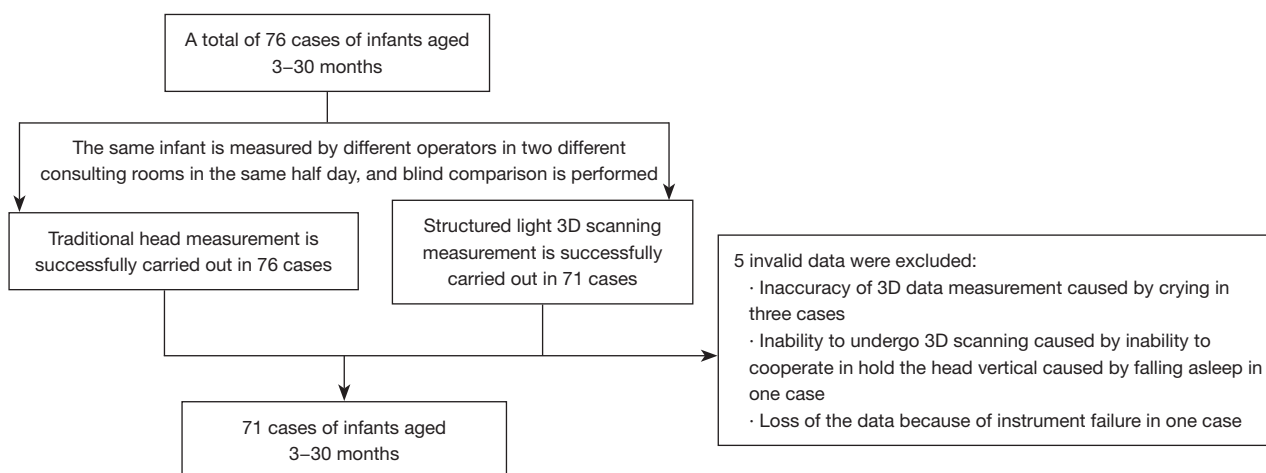 A total of 76 cases of infants aged
3–30 months
The same infant is measured by different operators in two different
consulting rooms in the same half day, and blind comparison is performed
Traditional head measurement is
successfully carried out in 76 cases
Structured light 3D scanning
measurement is successfully
carried out in 71 cases
5 invalid data were excluded:
· Inaccuracy of 3D data measurement caused by crying in
three cases
· Inability to undergo 3D scanning caused by inability to
cooperate in hold the head vertical caused by falling asleep in
one case
· Loss of the data because of instrument failure in one case
71 cases of infants aged
3–30 months